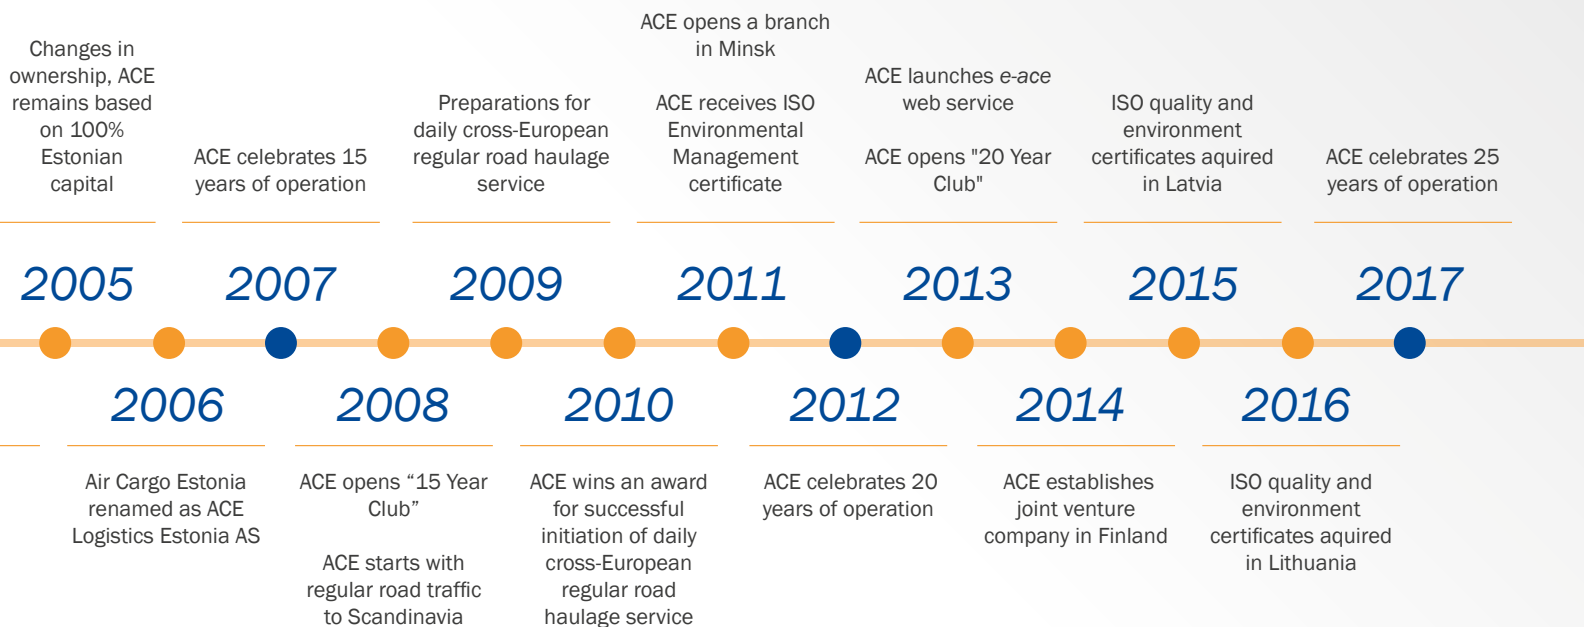 Changes in
ownership, ACE
remains based
on 100%
Estonian
capital
2005
Air Cargo Estonia
renamed as ACE
Logistics Estonia AS
2006
ACE celebrates 15
years of operation
2007
2008
ACE opens “15 Year
Club”
ACE starts with
regular road traffic
to Scandinavia
Preparations for
daily cross-European
regular road haulage
service
2009
2010
ACE wins an award
for successful
initiation of daily
cross-European
regular road
haulage service
ACE opens a branch
in Minsk
ACE receives ISO
Environmental
Management
certificate
2011
2012
ACE celebrates 20
years of operation
ACE launches e-ace
web service
ACE opens "20 Year
Club"
2013
2014
ACE establishes
joint venture
company in Finland
ISO quality and
environment
certificates aquired
in Latvia
2015
2016
ISO quality and
environment
certificates aquired
in Lithuania
ACE celebrates 25
years of operation
2017